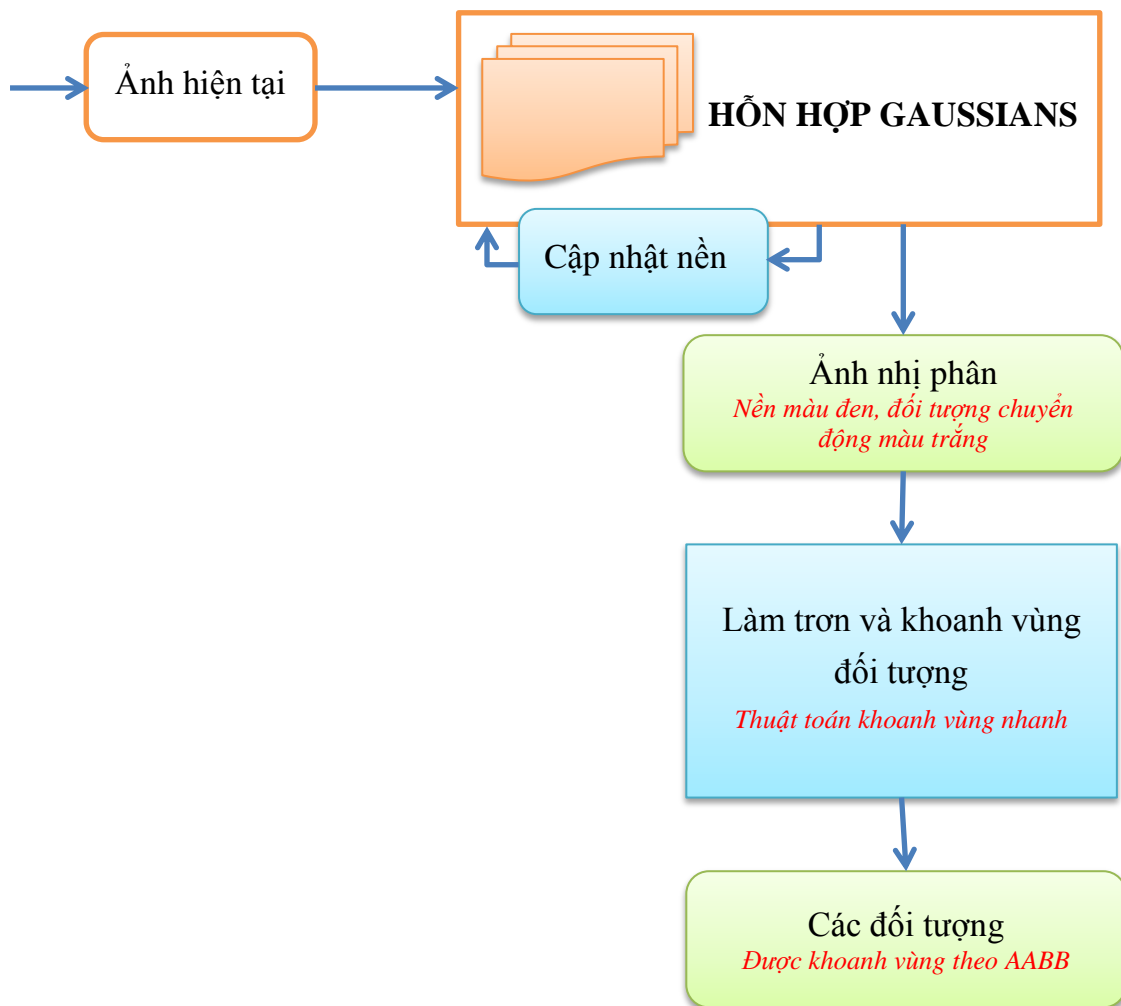 Ảnh hiện tại
HỖN HỢP GAUSSIANS
Cập nhật nền
Ảnh nhị phân
Nền màu đen, đối tượng chuyển
động màu trắng
Làm trơn và khoanh vùng
đối tượng
Thuật toán khoanh vùng nhanh
Các đối tượng
Được khoanh vùng theo AABB